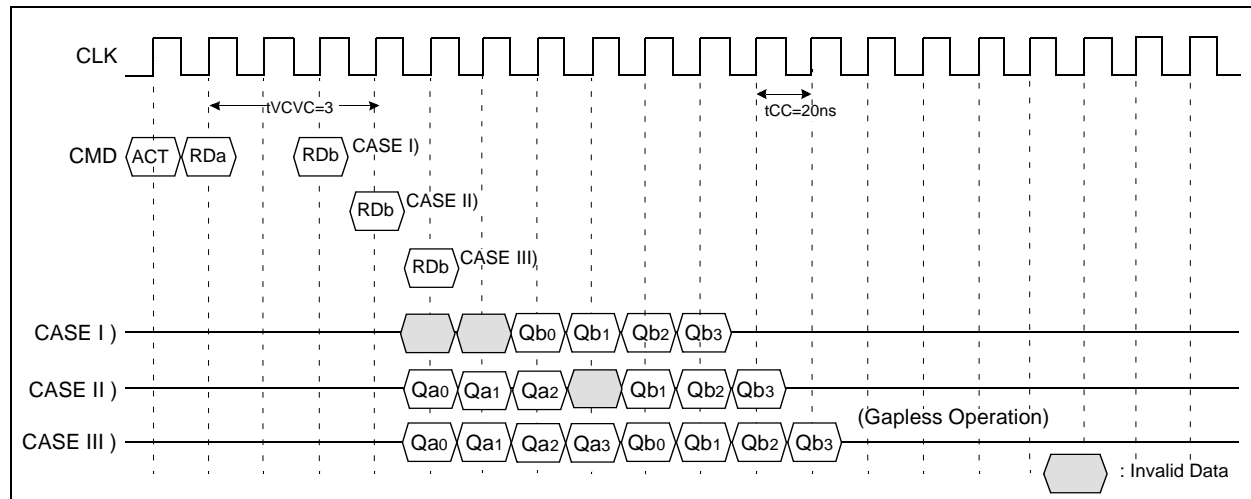 CLK
tVCVC=3
tCC=20ns
CMD ACT RDa RDb CASE I)
RDb CASE II)
RDb CASE III)
CASE I ) Qb0 Qb1 Qb2 Qb3
CASE II ) Qa0 Qa1 Qa2 Qb1 Qb2 Qb3
(Gapless Operation)
CASE III ) Qa0 Qa1 Qa2 Qa3 Qb0 Qb1 Qb2 Qb3
: Invalid Data